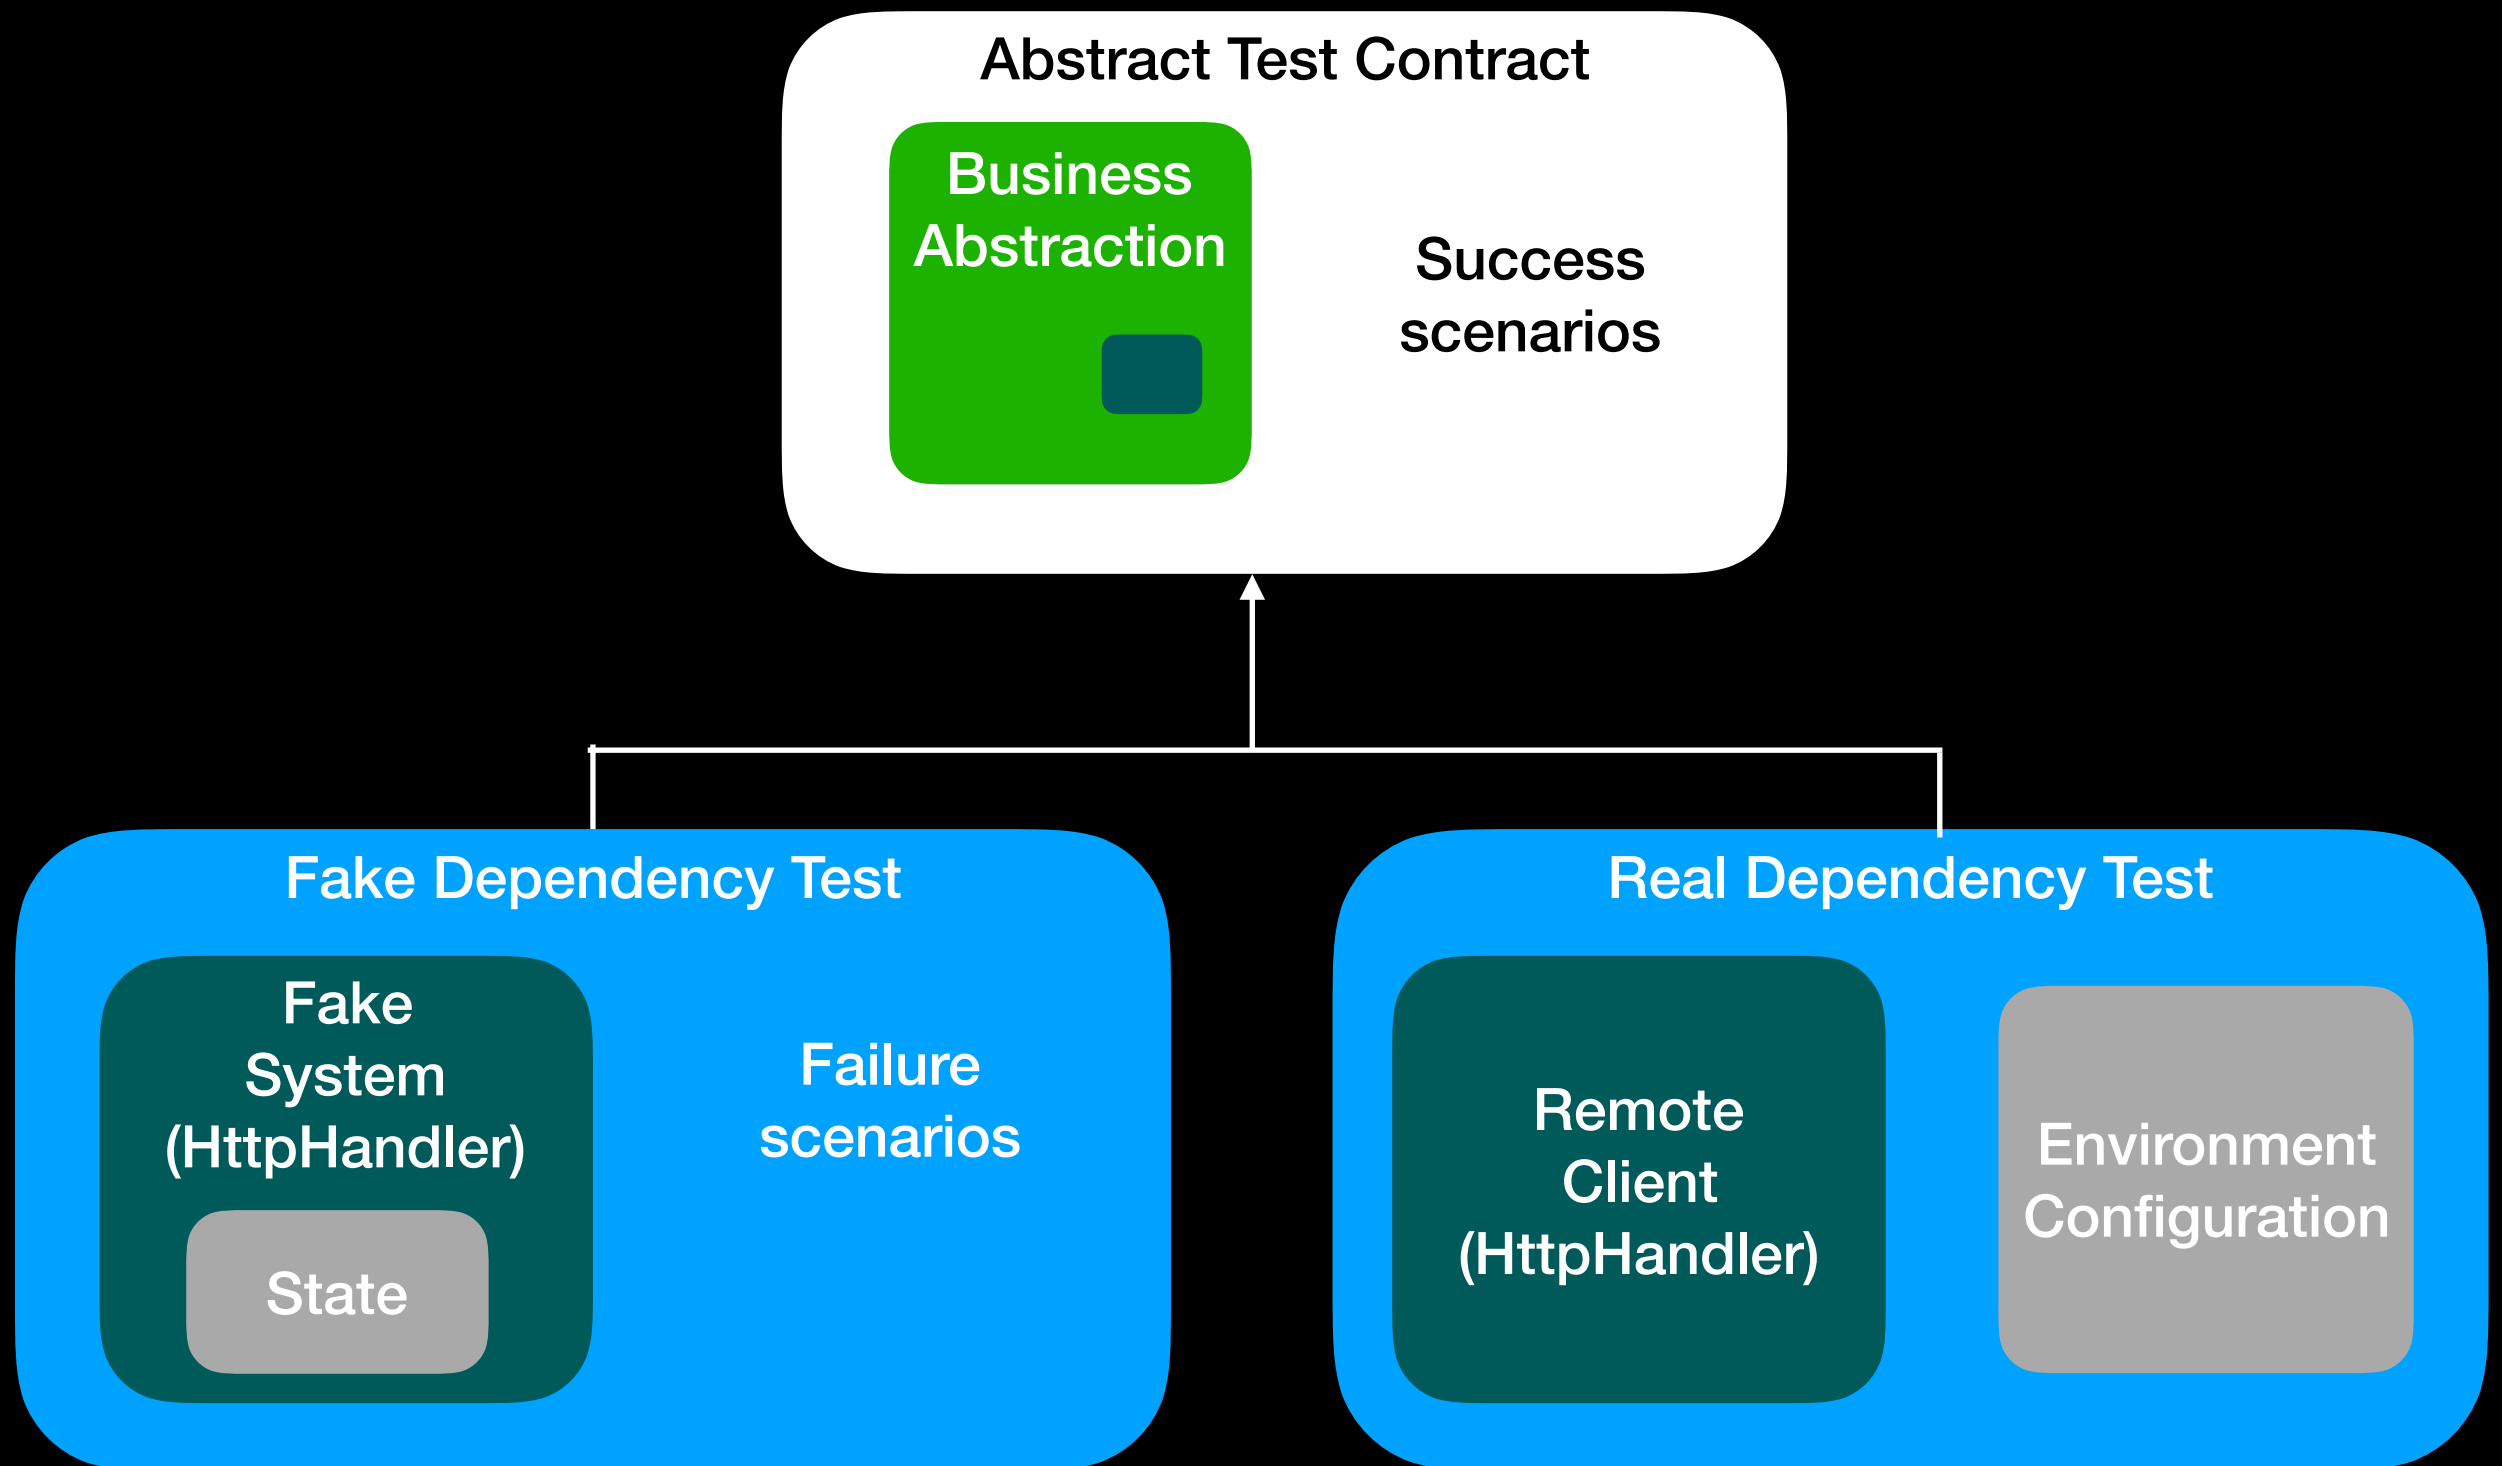 Abstract Test Contract
Business
Abstraction
Success
scenarios
Fake Dependency Test
Fake
System
(HttpHandler)
State
Failure
scenarios
Real Dependency Test
Remote
Client
(HttpHandler)
Environment
Configuration